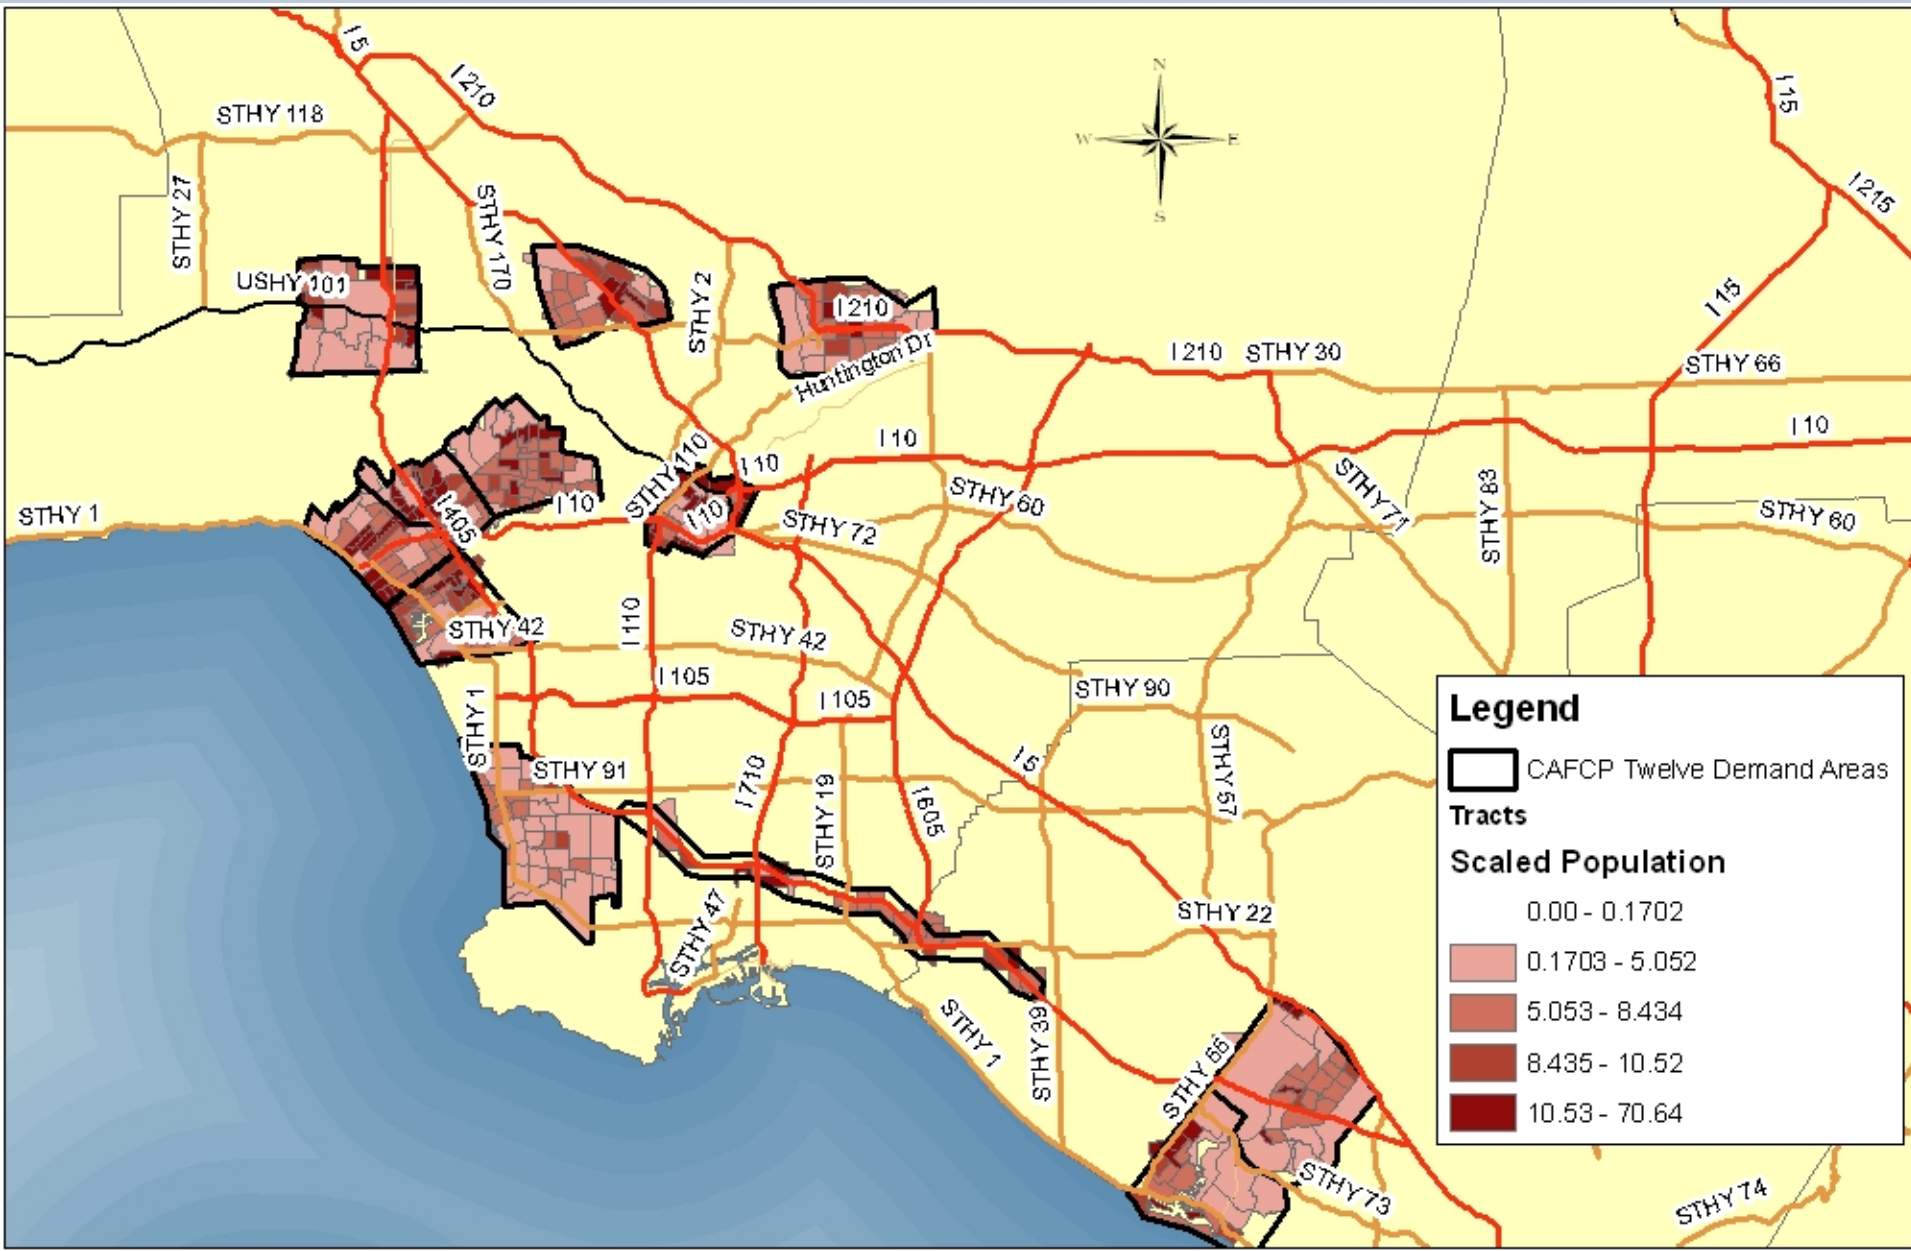 I 5
I 210
STHY 118
N
W
E
S
I 15
I 215
STHY 27
STHY 170
USHY 101
STHY 2
I 210
Huntington Dr
I 15
I 210
STHY 30
STHY 66
I 10
I 10
STHY 110
I 10
STHY 1
I 405
I 10
I 10
STHY 72
STHY 60
STHY 71
STHY 83
STHY 60
I 110
STHY 42
STHY 42
I 105
I 105
STHY 1
STHY 90
STHY 91
I 710
STHY 19
I 605
I 5
STHY 57
STHY 47
STHY 22
STHY 1
STHY 39
STHY 66
STHY 73
STHY 74
Legend
CAFCP Twelve Demand Areas
Tracts
Scaled Population
0.00 - 0.1702
0.1703 - 5.052
5.053 - 8.434
8.435 - 10.52
10.53 - 70.64